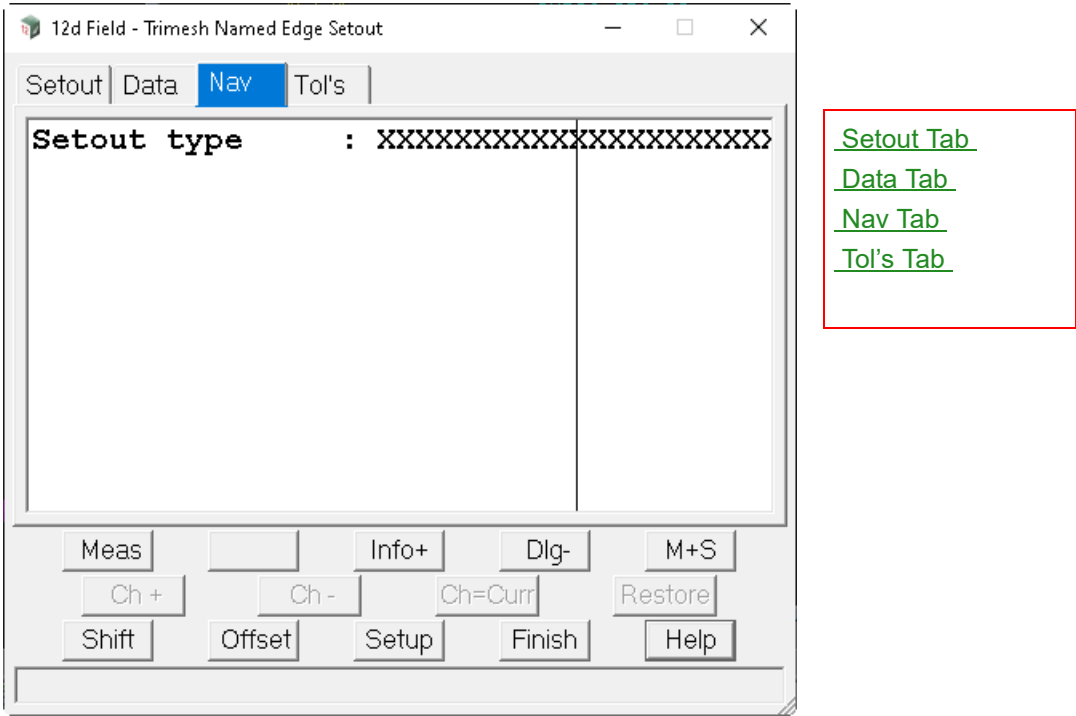 12d Field - Trimesh Named Edge Setout
Setout Data Nav Tol's
Setout type : XXXXXXXXXXXXXXXXXXXXXXX
Meas Info+ Dlg- M+S
Ch + Ch - Ch=Curr Restore
Shift Offset Setup Finish Help
Setout Tab
Data Tab
Nav Tab
Tol's Tab